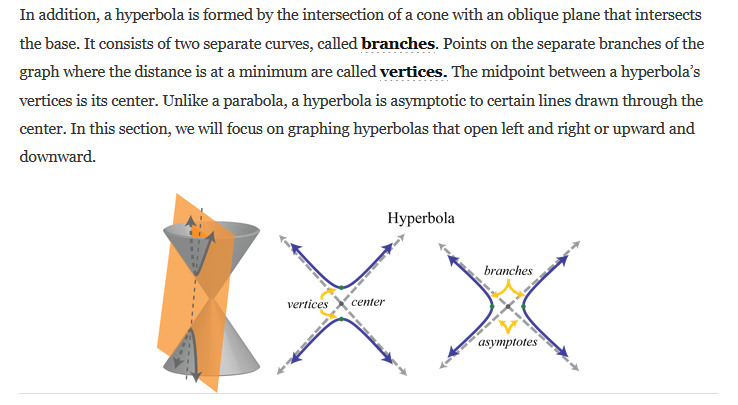 In addition, a hyperbola is formed by the intersection of a cone with an oblique plane that intersects
the base. It consists of two separate curves, called branches. Points on the separate branches of the
graph where the distance is at a minimum are called vertices. The midpoint between a hyperbola’s
vertices is its center. Unlike a parabola, a hyperbola is asymptotic to certain lines drawn through the
center. In this section, we will focus on graphing hyperbolas that open left and right or upward and
downward.
Hyperbola
vertices
center
branches
asymptotes